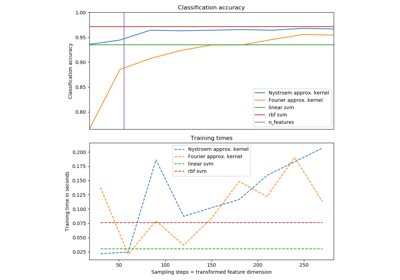 Classification accuracy
1.00
0.95
0.90
0.85
0.80
Classification accuracy
Nystroem approx. kernel
Fourier approx. kernel
linear svm
rbf svm
n_features
Training times
0.200
0.175
0.150
0.125
0.100
0.075
0.050
0.025
Training time in seconds
Nystroem approx. kernel
Fourier approx. kernel
rbf svm
50
100
150
200
250
Sampling steps = transformed feature dimension